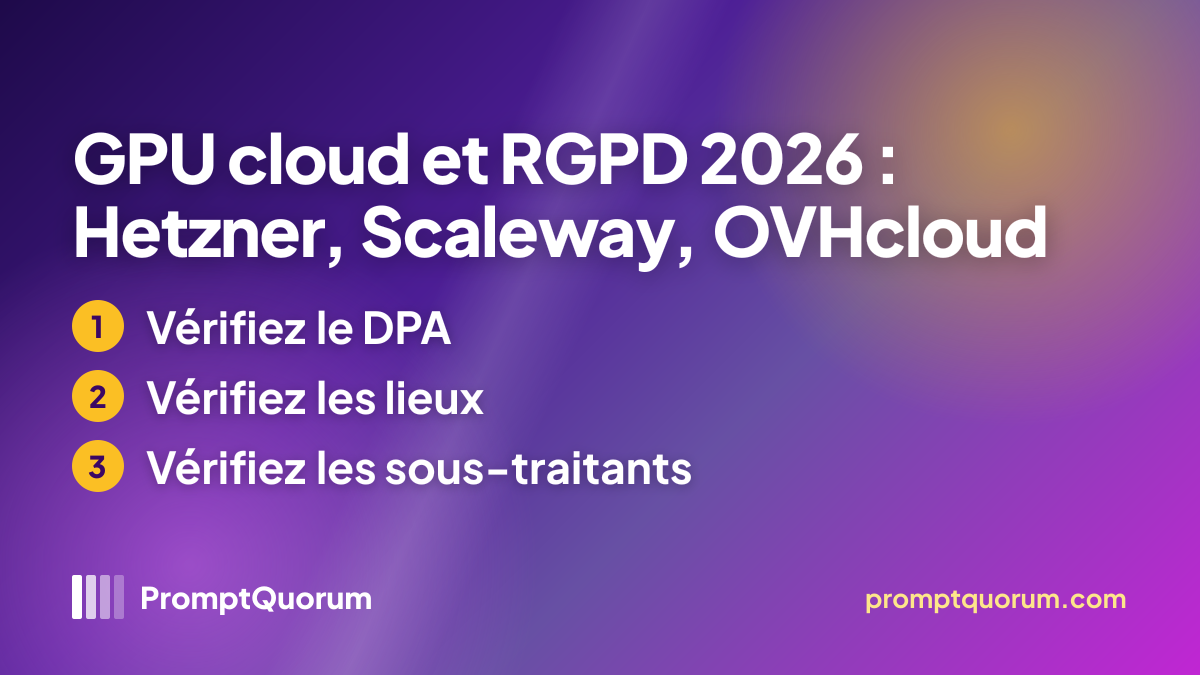 GPU cloud et RGPD 2026 :
Hetzner, Scaleway, OVHcloud
1 Vérifiez le DPA
2 Vérifiez les lieux
3 Vérifiez les sous-traitants
PromptQuorum
promptquorum.com